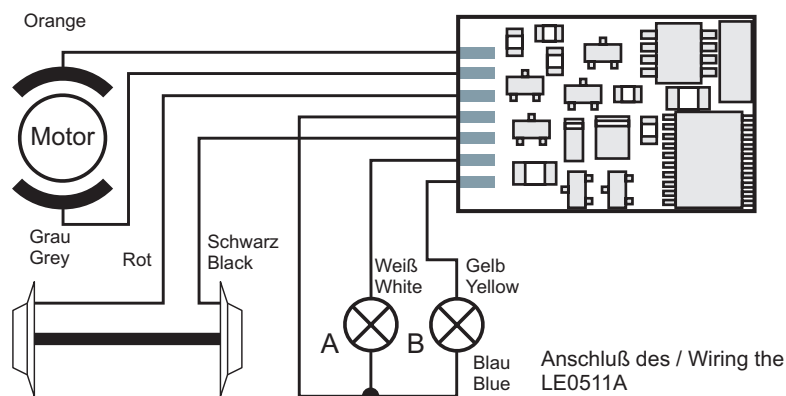 Orange
Motor
Grau
Grey
Rot
Schwarz
Black
Weiß
White
Gelb
Yellow
A
B
Blau
Blue
Anschluß des / Wiring the
LE0511A